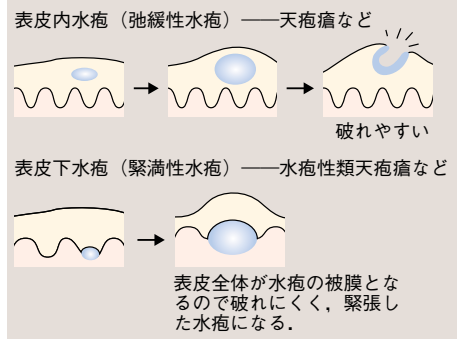 表皮内水疱（弛緩性水疱）――天疱瘡など
破れやすい
表皮下水疱（緊満性水疱）――水疱性類天疱瘡など
表皮全体が水疱の被膜とな
るので破れにくく，緊張し
た水疱になる．